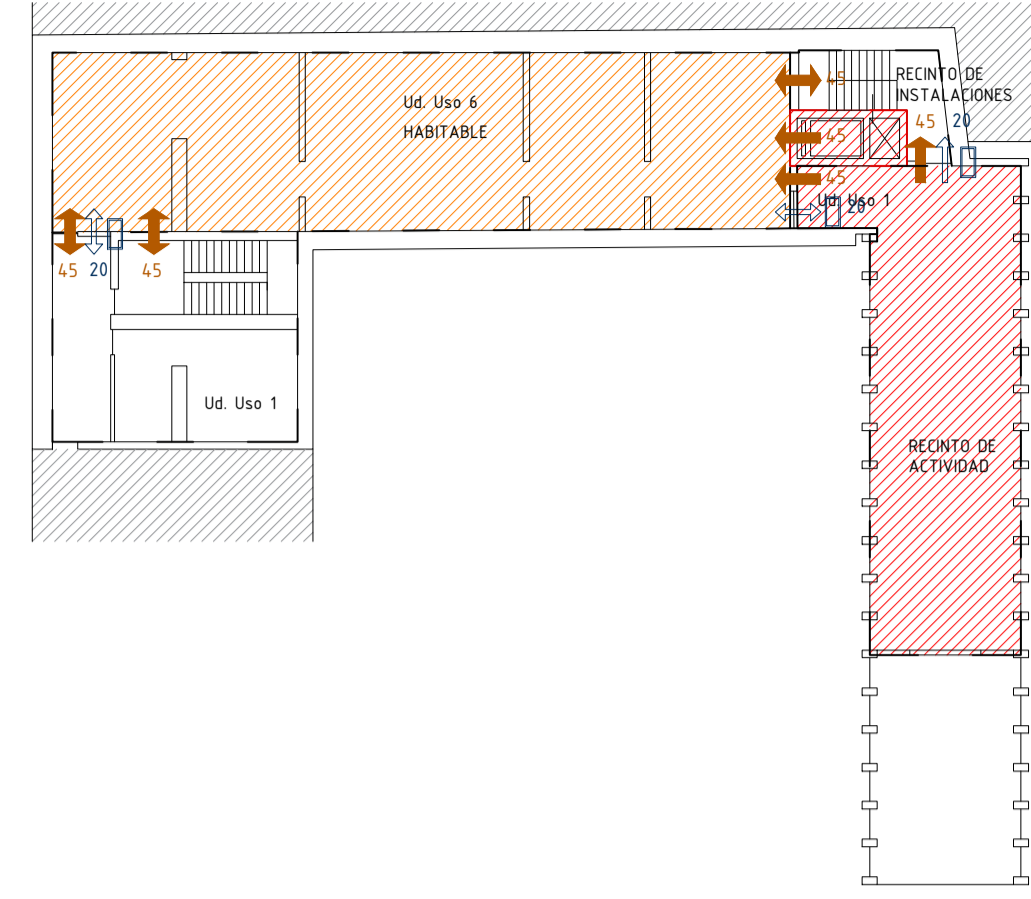 45
RECINTO DE
INSTALACIONES
Ud. Uso 6
HABITABLE
45
45
20
45
Ud. Uso 1
20
45
20
45
Ud. Uso 1
RECINTO DE
ACTIVIDAD